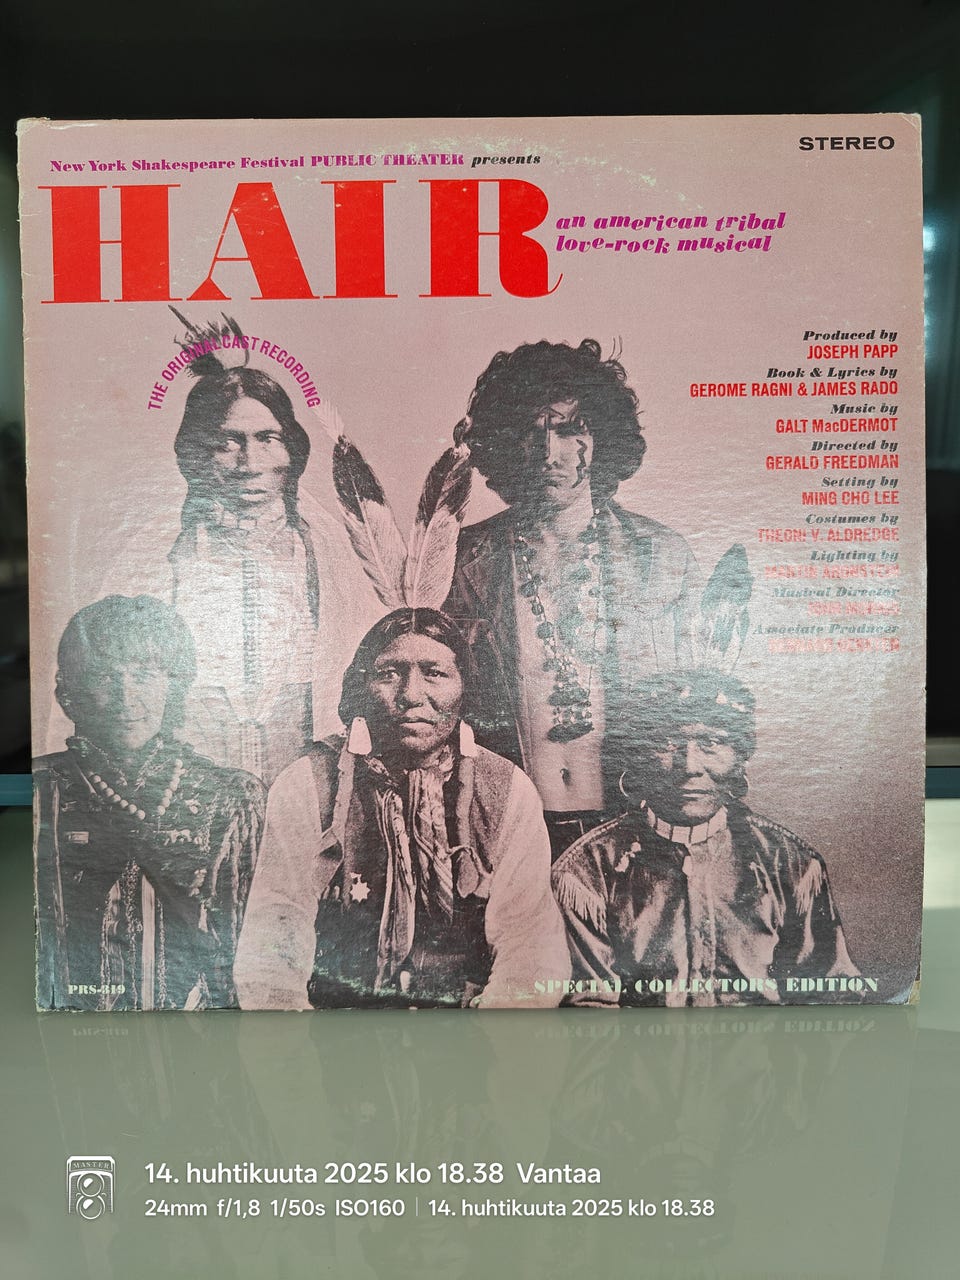 STEREO
New York Shakespeare Festival PUBLIC THEATER presents
HAIR
an american tribal
love-rock musical
THE ORIGINAL CAST RECORDING
Produced by
JOSEPH PAPP
Book & Lyrics by
GEROME RAGNI & JAMES RADO
Music by
GALT MacDERMOT
Directed by
GERALD FREEDMAN
Setting by
MING CHO LEE
Costumes by
THEONI V. ALDREDGE
Lighting by
MARTIN ARONSTEIN
Musical Director
Associate Producer
PRS-319
SPECIAL COLLECTORS EDITION
MASTER
14. huhtikuuta 2025 klo 18.38 Vantaa
24mm f/1,8 1/50s ISO160 | 14. huhtikuuta 2025 klo 18.38